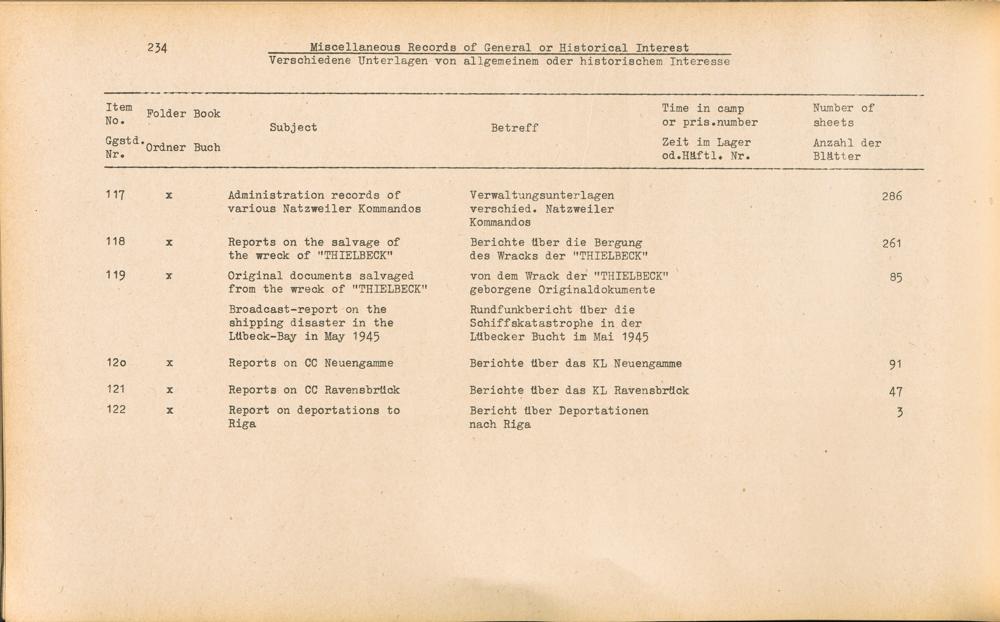 234
Miscellaneous Records of General or Historical Interest
Verschiedene Unterlagen von allgemeinem oder historischem Interesse
Item No. Folder Book Subject Betreff Time in camp or pris.number Number of sheets
Ggstd. Nr. Ordner Buch Zeit im Lager od.Häftl. Nr. Anzahl der Blätter
117 x Administration records of Verwaltungsunterlagen 286
various Natzweiler Kommandos verschied. Natzweiler
Kommandos
118 x Reports on the salvage of Berichte über die Bergung 261
the wreck of "THIELBECK" des Wracks der "THIELBECK"
119 x Original documents salvaged von dem Wrack der "THIELBECK" 85
from the wreck of "THIELBECK" geborgene Originaldokumente
Broadcast-report on the Rundfunkbericht über die
shipping disaster in the Schiffskatastrophe in der
Lübeck-Bay in May 1945 Lübecker Bucht im Mai 1945
12o x Reports on CC Neuengamme Berichte über das KL Neuengamme 91
121 x Reports on CC Ravensbrück Berichte über das KL Ravensbrück 47
122 x Report on deportations to Bericht über Deportationen 3
Riga nach Riga